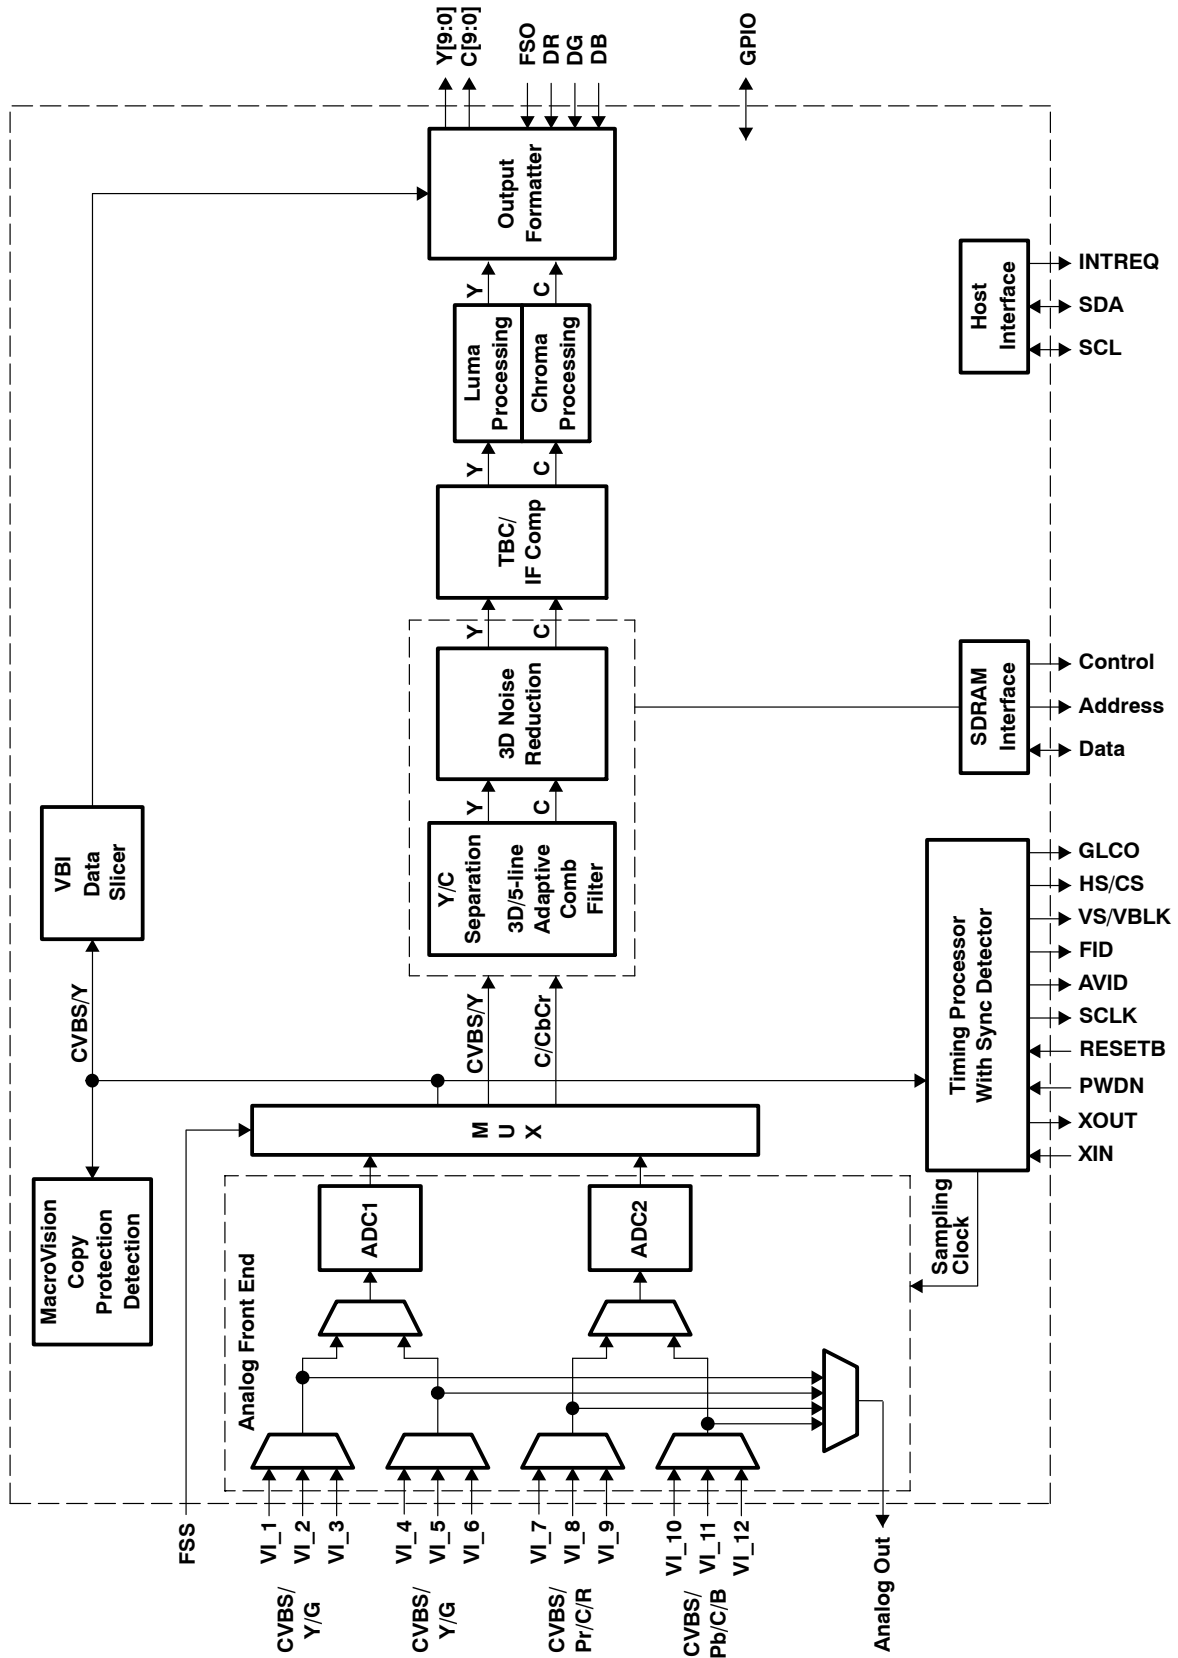 Y[9:0]
C[9:0]
FSO
DR
DG
DB
GPIO
Output
Formatter
Y
C
Luma
Processing
Chroma
Processing
Y
C
TBC/
IF Comp
Y
C
3D Noise
Reduction
Y
C
Y/C
Separation
3D/5-line
Adaptive
Comb
Filter
VBI
Data
Slicer
CVBS/Y
CVBS/Y
C/CbCr
M
U
X
MacroVision
Copy
Protection
Detection
Analog Front End
ADC1
ADC2
Sampling
Clock
Host
Interface
INTREQ
SDA
SCL
SDRAM
Interface
Control
Address
Data
Timing Processor
With Sync Detector
GLCO
HS/CS
VS/VBLK
FID
AVID
SCLK
RESETB
PWDN
XOUT
XIN
FSS
VI_1
VI_2
VI_3
CVBS/
Y/G
VI_4
VI_5
VI_6
CVBS/
Y/G
VI_7
VI_8
VI_9
CVBS/
Pr/C/R
VI_10
VI_11
VI_12
CVBS/
Pb/C/B
Analog Out